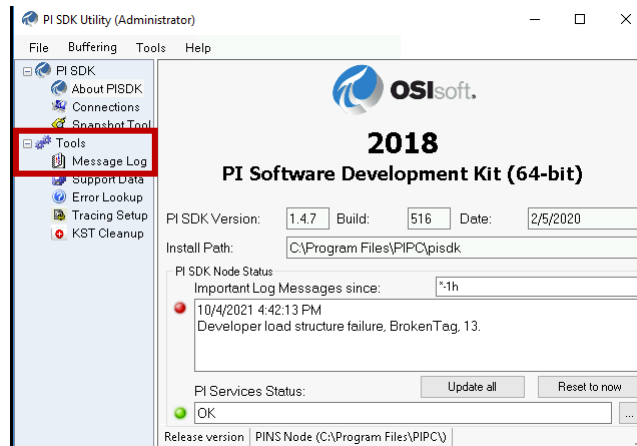 PI SDK Utility (Administrator)
File Buffering Tools Help
PI SDK
About PISDK
Connections
Snapshot Tool
Tools
Message Log
Support Data
Error Lookup
Tracing Setup
KST Cleanup
OSIsoft.
2018
PI Software Development Kit (64-bit)
PI SDK Version: 1.4.7 Build: 516 Date: 2/5/2020
Install Path: C:\Program Files\PIPC\pisdk
PI SDK Node Status
Important Log Messages since: *-1h
10/4/2021 4:42:13 PM
Developer load structure failure, BrokenTag, 13.
PI Services Status: Update all Reset to now
OK ...
Release version PINS Node (C:\Program Files\PIPC\)